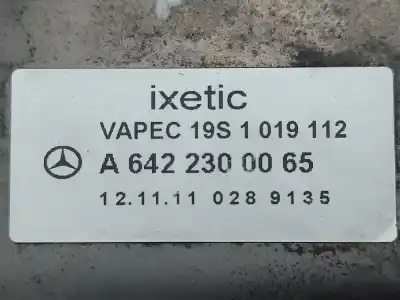 ixetic
VAPEC 19S 1 019 112
A 642 230 00 65
12.11.11 028 9135